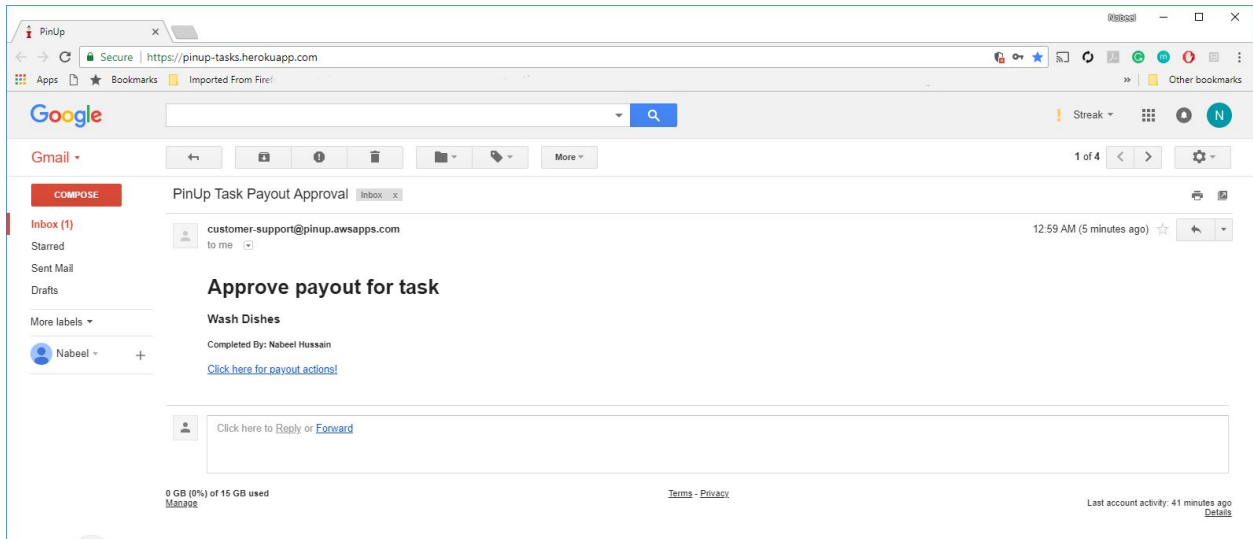 Nabeel
PinUp
Secure | https://pinup-tasks.herokuapp.com
Apps Bookmarks Imported From Firef
» Other bookmarks
Google
Streak
N
Gmail
More
1 of 4
COMPOSE
PinUp Task Payout Approval Inbox x
Inbox (1)
Starred
Sent Mail
Drafts
More labels
Nabeel
customer-support@pinup.awsapps.com
to me
12:59 AM (5 minutes ago)
Approve payout for task
Wash Dishes
Completed By: Nabeel Hussain
Click here for payout actions!
Click here to Reply or Forward
0 GB (0%) of 15 GB used
Manage
Terms - Privacy
Last account activity: 41 minutes ago
Details